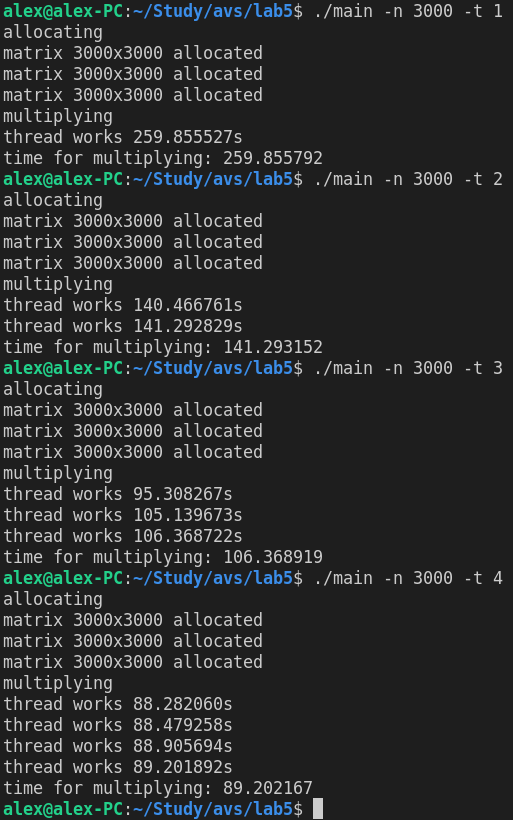 alex@alex-PC:~/Study/avs/lab5$ ./main -n 3000 -t 1
allocating
matrix 3000x3000 allocated
matrix 3000x3000 allocated
matrix 3000x3000 allocated
multiplying
thread works 259.855527s
time for multiplying: 259.855792
alex@alex-PC:~/Study/avs/lab5$ ./main -n 3000 -t 2
allocating
matrix 3000x3000 allocated
matrix 3000x3000 allocated
matrix 3000x3000 allocated
multiplying
thread works 140.466761s
thread works 141.292829s
time for multiplying: 141.293152
alex@alex-PC:~/Study/avs/lab5$ ./main -n 3000 -t 3
allocating
matrix 3000x3000 allocated
matrix 3000x3000 allocated
matrix 3000x3000 allocated
multiplying
thread works 95.308267s
thread works 105.139673s
thread works 106.368722s
time for multiplying: 106.368919
alex@alex-PC:~/Study/avs/lab5$ ./main -n 3000 -t 4
allocating
matrix 3000x3000 allocated
matrix 3000x3000 allocated
matrix 3000x3000 allocated
multiplying
thread works 88.282060s
thread works 88.479258s
thread works 88.905694s
thread works 89.201892s
time for multiplying: 89.202167
alex@alex-PC:~/Study/avs/lab5$